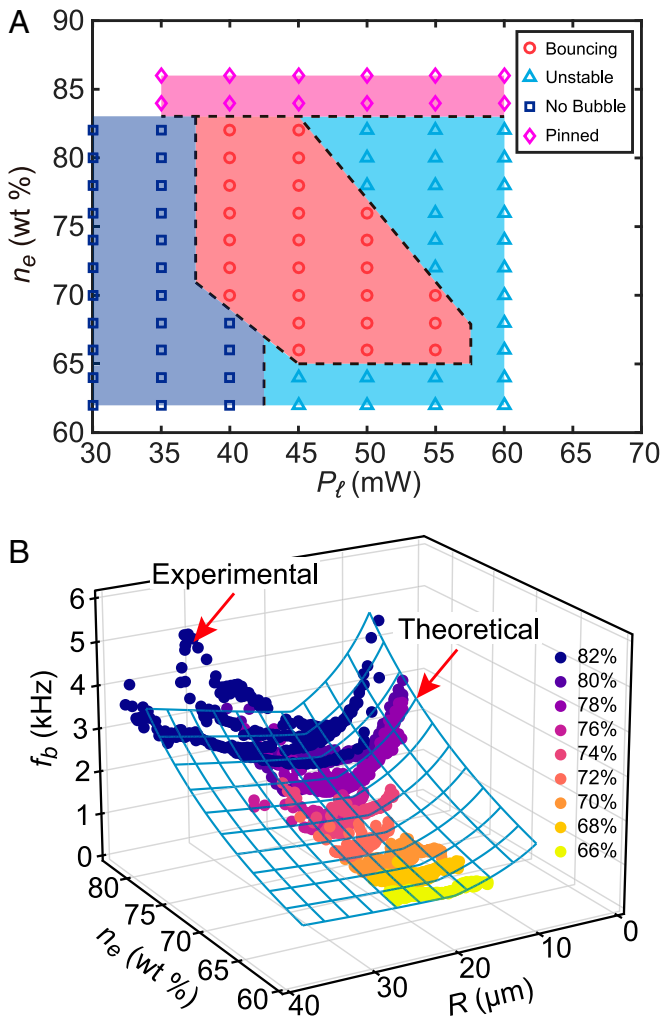 A
90
85
80
75
70
65
60
n_e (wt %)
Bouncing
Unstable
No Bubble
Pinned
30 35 40 45 50 55 60 65 70
P_ℓ (mW)
B
Experimental
Theoretical
6
5
4
3
2
1
0
f_b (kHz)
82%
80%
78%
76%
74%
72%
70%
68%
66%
80
75
70
65
60
n_e (wt %)
40
30
20
10
0
R (μm)